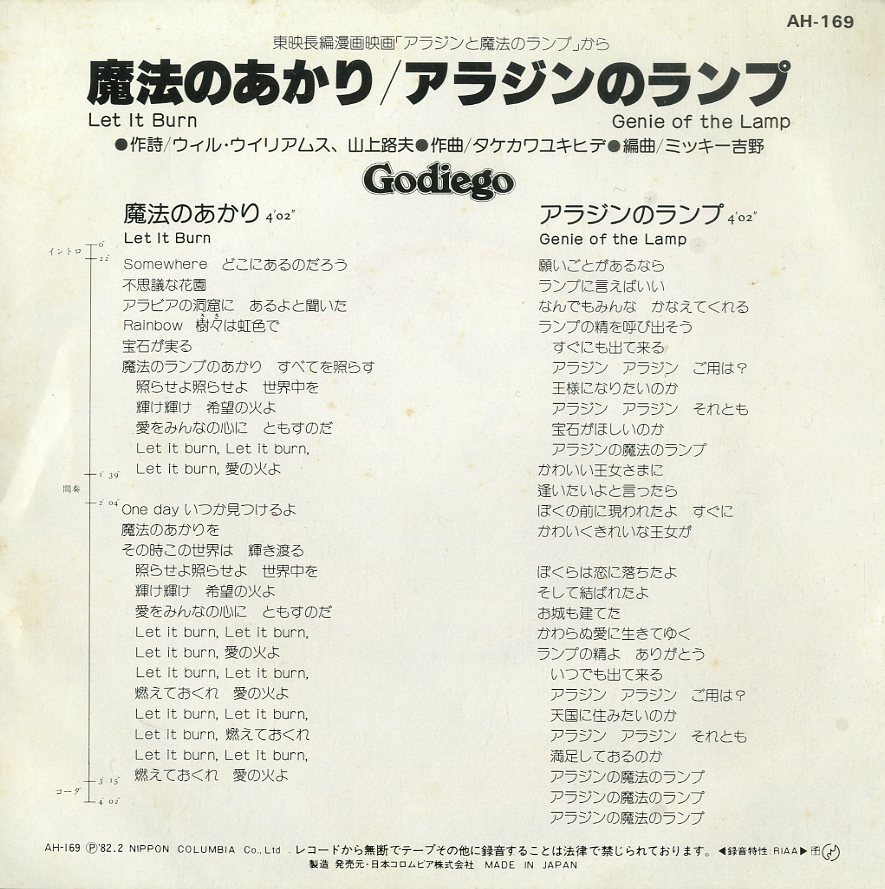 AH-169
東映長編漫画映画「アラジンと魔法のランプ」から
魔法のあかり/アラジンのランプ
Let It Burn
Genie of the Lamp
●作詩/ウィル・ウイリアムス、山上路夫●作曲/タケカワユキヒデ●編曲/ミッキー吉野
Godiego
魔法のあかり 4'02"
Let It Burn
イントロ
0'
22'
Somewhere　どこにあるのだろう
不思議な花園
アラビアの洞窟に　あるよと聞いた
きぎ
Rainbow　樹々は虹色で
宝石が実る
魔法のランプのあかり　すべてを照らす
照らせよ照らせよ　世界中を
輝け輝け　希望の火よ
愛をみんなの心に　ともすのだ
Let it burn, Let it burn,
Let it burn, 愛の火よ
1' 39"
間奏
2' 04"
One day いつか見つけるよ
魔法のあかりを
その時この世界は　輝き渡る
照らせよ照らせよ　世界中を
輝け輝け　希望の火よ
愛をみんなの心に　ともすのだ
Let it burn, Let it burn,
Let it burn, 愛の火よ
Let it burn, Let it burn,
燃えておくれ　愛の火よ
Let it burn, Let it burn,
Let it burn, 燃えておくれ
Let it burn, Let it burn,
燃えておくれ　愛の火よ
3' 15"
コーダ
4' 02"
アラジンのランプ 4'02"
Genie of the Lamp
願いごとがあるなら
ランプに言えばいい
なんでもみんな　かなえてくれる
ランプの精を呼び出そう
すぐにも出て来る
アラジン　アラジン　ご用は？
王様になりたいのか
アラジン　アラジン　それとも
宝石がほしいのか
アラジンの魔法のランプ
かわいい王女さまに
逢いたいよと言ったら
ぼくの前に現われたよ　すぐに
かわいくきれいな王女が
ぼくらは恋に落ちたよ
そして結ばれたよ
お城も建てた
かわらぬ愛に生きてゆく
ランプの精よ　ありがとう
いつでも出て来る
アラジン　アラジン　ご用は？
天国に住みたいのか
アラジン　アラジン　それとも
満足しておるのか
アラジンの魔法のランプ
アラジンの魔法のランプ
アラジンの魔法のランプ
AH-169 Ⓟ'82.2 NIPPON COLUMBIA Co., Ltd . レコードから無断でテープその他に録音することは法律で禁じられております。◀録音特性:RIAA▶
製造 発売元・日本コロムビア株式会社　MADE IN JAPAN